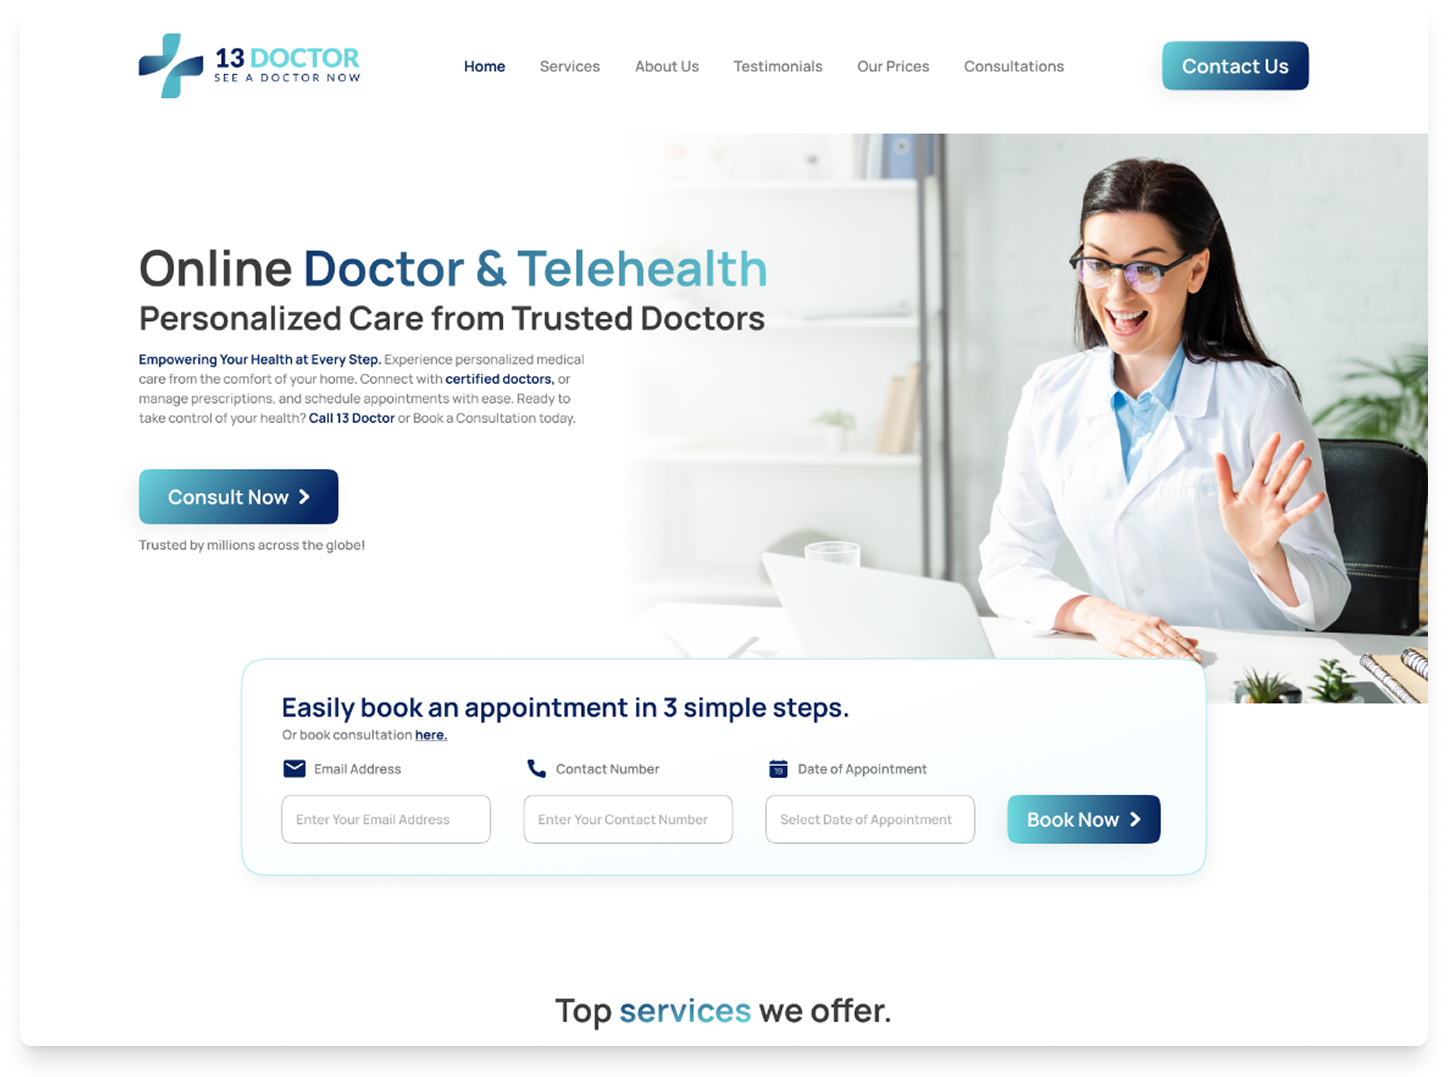 13 DOCTOR
SEE A DOCTOR NOW
Home
Services
About Us
Testimonials
Our Prices
Consultations
Contact Us
Online Doctor & Telehealth
Personalized Care from Trusted Doctors
Empowering Your Health at Every Step. Experience personalized medical
care from the comfort of your home. Connect with certified doctors, or
manage prescriptions, and schedule appointments with ease. Ready to
take control of your health? Call 13 Doctor or Book a Consultation today.
Consult Now
Trusted by millions across the globe!
Easily book an appointment in 3 simple steps.
Or book consultation here.
Email Address
Contact Number
19
Date of Appointment
Enter Your Email Address
Enter Your Contact Number
Select Date of Appointment
Book Now
Top services we offer.